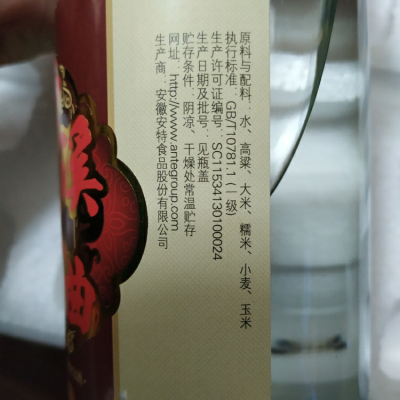 原料与配料：水、高粱、大米、糯米、小麦、玉米
执行标准：GB/T10781.1（一级）
生产许可证编号：SC11534130100024
生产日期及批号：见瓶盖
贮存条件：阴凉、干燥处常温贮存
网址：http://www.antegroup.com
生产商：安徽安特食品股份有限公司